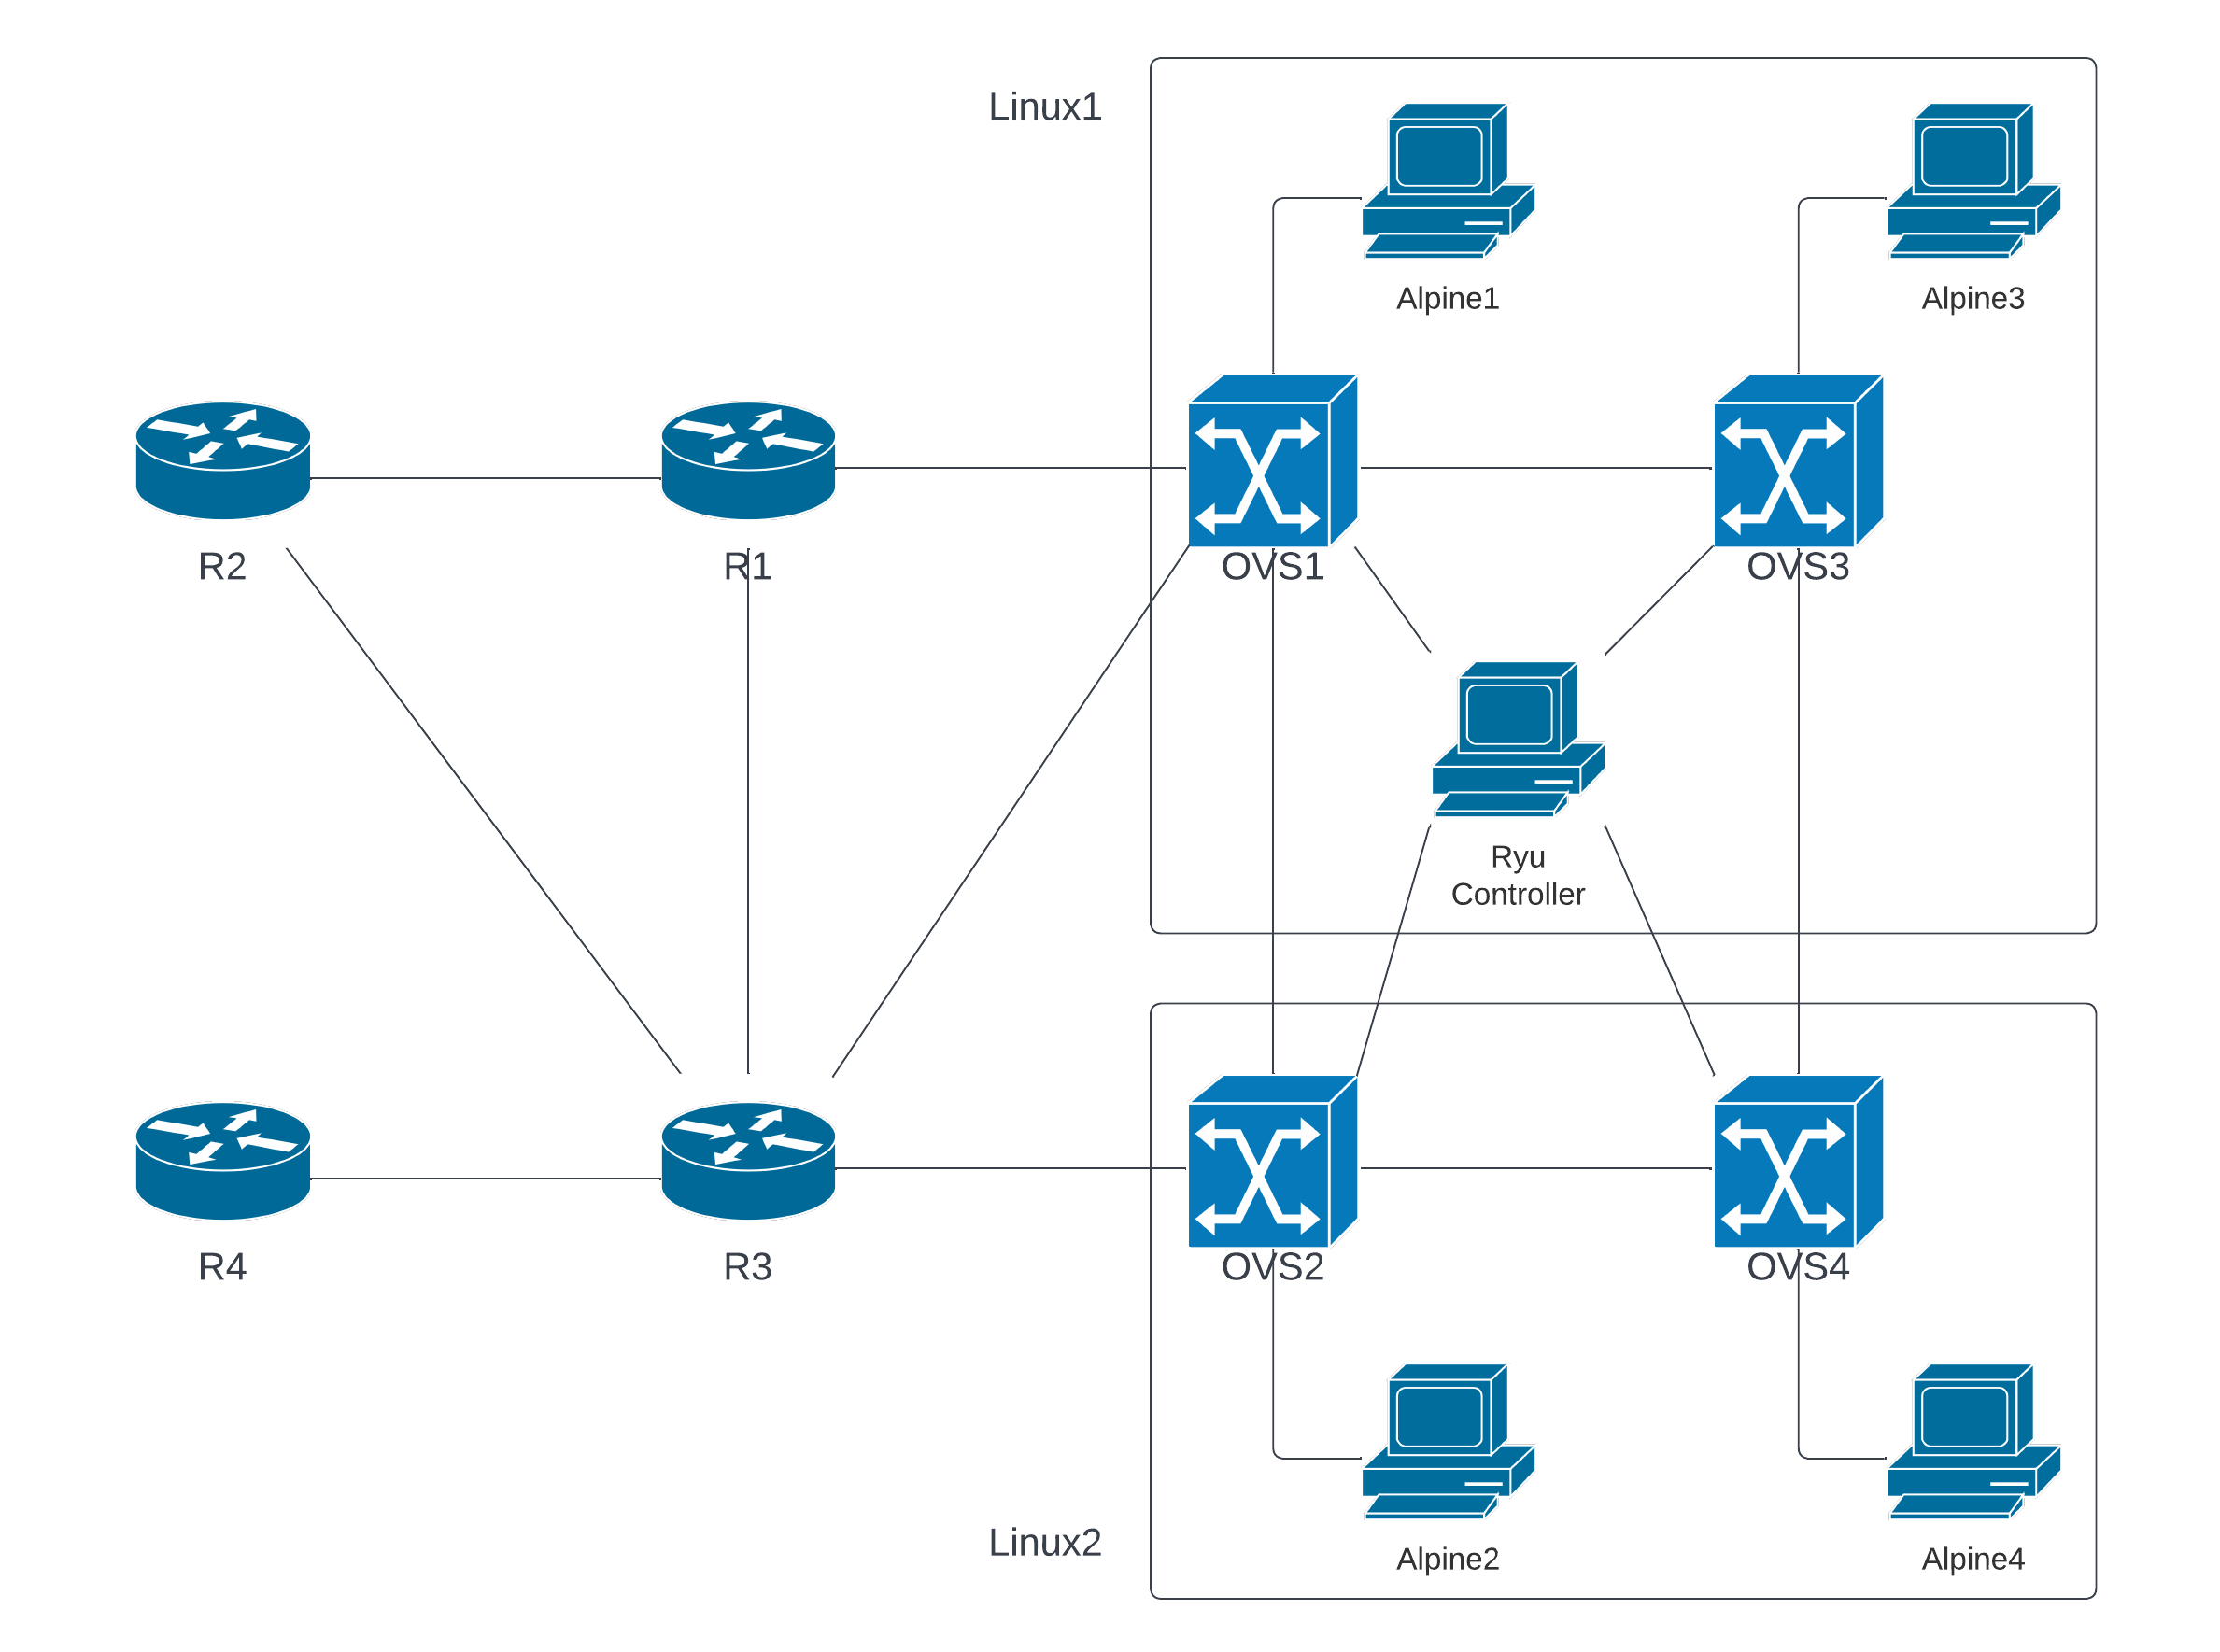 Linux1
Alpine1
Alpine3
R2
R1
OVS1
OVS3
Ryu
Controller
R4
R3
OVS2
OVS4
Linux2
Alpine2
Alpine4